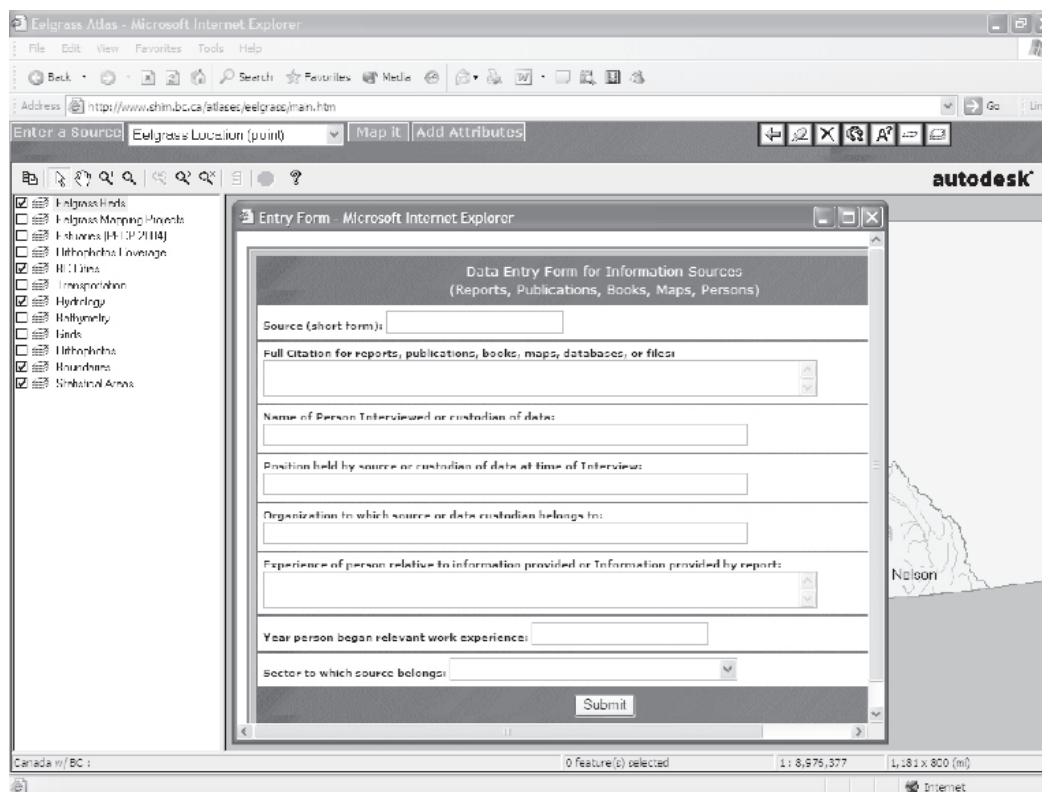 Eelgrass Atlas - Microsoft Internet Explorer
File Edit View Favorites Tools Help
Back Search Favorites Media
Address http://www.shim.bc.ca/atlases/eelgrass/main.htm Go
Enter a Source Eelgrass Location (point) Map it Add Attributes
autodesk
Eelgrass Beds
Eelgrass Mapping Projects
Estuaries (PECP 2004)
Orthophotos Coverage
BC Cities
Transportation
Hydrology
Bathymetry
Grids
Orthophotos
Boundaries
Statistical Areas
Entry Form - Microsoft Internet Explorer
Data Entry Form for Information Sources
(Reports, Publications, Books, Maps, Persons)
Source (short form):
Full Citation for reports, publications, books, maps, databases, or files:
Name of Person Interviewed or custodian of data:
Position held by source or custodian of data at time of Interview:
Organization to which source or data custodian belongs to:
Experience of person relative to information provided or Information provided by report:
Year person began relevant work experience:
Sector to which source belongs:
Submit
Nelson
Canada w/ BC : 0 feature(s) selected 1 : 8,976,377 1,181 x 800 (mi)
Internet